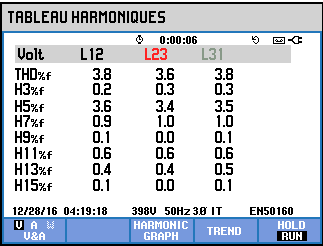 TABLEAU HARMONIQUES
0:00:06
Volt L12 L23 L31
THD%f 3.8 3.6 3.8
H3%f 0.2 0.3 0.3
H5%f 3.6 3.4 3.5
H7%f 0.9 1.0 1.0
H9%f 0.1 0.0 0.1
H11%f 0.6 0.6 0.6
H13%f 0.4 0.4 0.5
H15%f 0.1 0.0 0.1
12/28/16 04:19:18 398V 50Hz 3Ø IT EN50160
V A W HARMONIC TREND HOLD
V&A GRAPH RUN